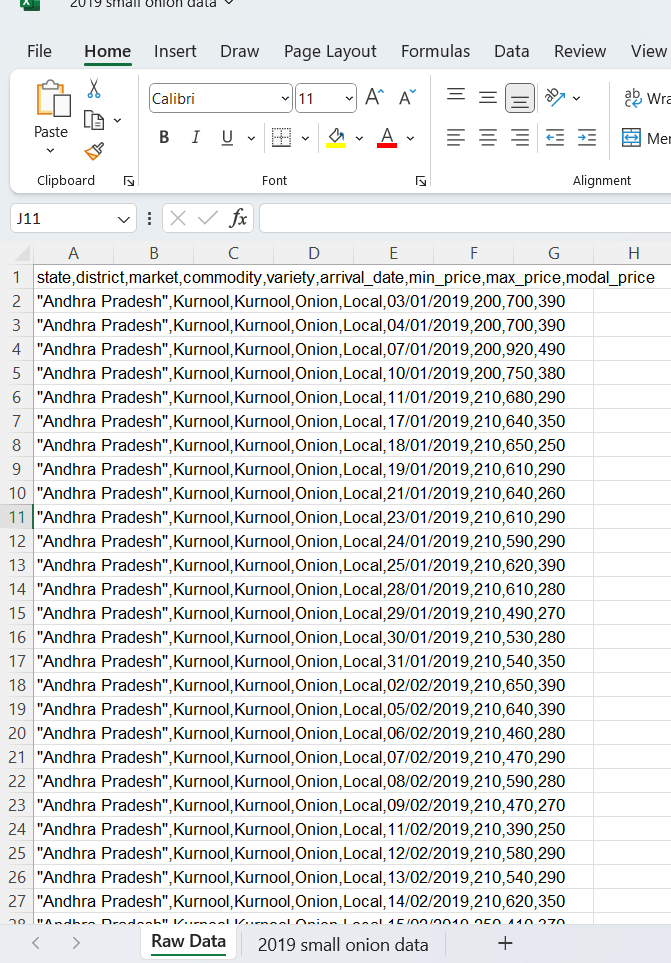 2019 small onion data
File Home Insert Draw Page Layout Formulas Data Review View
Calibri 11
Paste
B I U A
Clipboard Font Alignment
J11 fx
A B C D E F G H
1 state,district,market,commodity,variety,arrival_date,min_price,max_price,modal_price
2 "Andhra Pradesh",Kurnool,Kurnool,Onion,Local,03/01/2019,200,700,390
3 "Andhra Pradesh",Kurnool,Kurnool,Onion,Local,04/01/2019,200,700,390
4 "Andhra Pradesh",Kurnool,Kurnool,Onion,Local,07/01/2019,200,920,490
5 "Andhra Pradesh",Kurnool,Kurnool,Onion,Local,10/01/2019,200,750,380
6 "Andhra Pradesh",Kurnool,Kurnool,Onion,Local,11/01/2019,210,680,290
7 "Andhra Pradesh",Kurnool,Kurnool,Onion,Local,17/01/2019,210,640,350
8 "Andhra Pradesh",Kurnool,Kurnool,Onion,Local,18/01/2019,210,650,250
9 "Andhra Pradesh",Kurnool,Kurnool,Onion,Local,19/01/2019,210,610,290
10 "Andhra Pradesh",Kurnool,Kurnool,Onion,Local,21/01/2019,210,640,260
11 "Andhra Pradesh",Kurnool,Kurnool,Onion,Local,23/01/2019,210,610,290
12 "Andhra Pradesh",Kurnool,Kurnool,Onion,Local,24/01/2019,210,590,290
13 "Andhra Pradesh",Kurnool,Kurnool,Onion,Local,25/01/2019,210,620,390
14 "Andhra Pradesh",Kurnool,Kurnool,Onion,Local,28/01/2019,210,610,280
15 "Andhra Pradesh",Kurnool,Kurnool,Onion,Local,29/01/2019,210,490,270
16 "Andhra Pradesh",Kurnool,Kurnool,Onion,Local,30/01/2019,210,530,280
17 "Andhra Pradesh",Kurnool,Kurnool,Onion,Local,31/01/2019,210,540,350
18 "Andhra Pradesh",Kurnool,Kurnool,Onion,Local,02/02/2019,210,650,390
19 "Andhra Pradesh",Kurnool,Kurnool,Onion,Local,05/02/2019,210,640,390
20 "Andhra Pradesh",Kurnool,Kurnool,Onion,Local,06/02/2019,210,460,280
21 "Andhra Pradesh",Kurnool,Kurnool,Onion,Local,07/02/2019,210,470,290
22 "Andhra Pradesh",Kurnool,Kurnool,Onion,Local,08/02/2019,210,590,280
23 "Andhra Pradesh",Kurnool,Kurnool,Onion,Local,09/02/2019,210,470,270
24 "Andhra Pradesh",Kurnool,Kurnool,Onion,Local,11/02/2019,210,390,250
25 "Andhra Pradesh",Kurnool,Kurnool,Onion,Local,12/02/2019,210,580,290
26 "Andhra Pradesh",Kurnool,Kurnool,Onion,Local,13/02/2019,210,540,290
27 "Andhra Pradesh",Kurnool,Kurnool,Onion,Local,14/02/2019,210,620,350
Raw Data 2019 small onion data